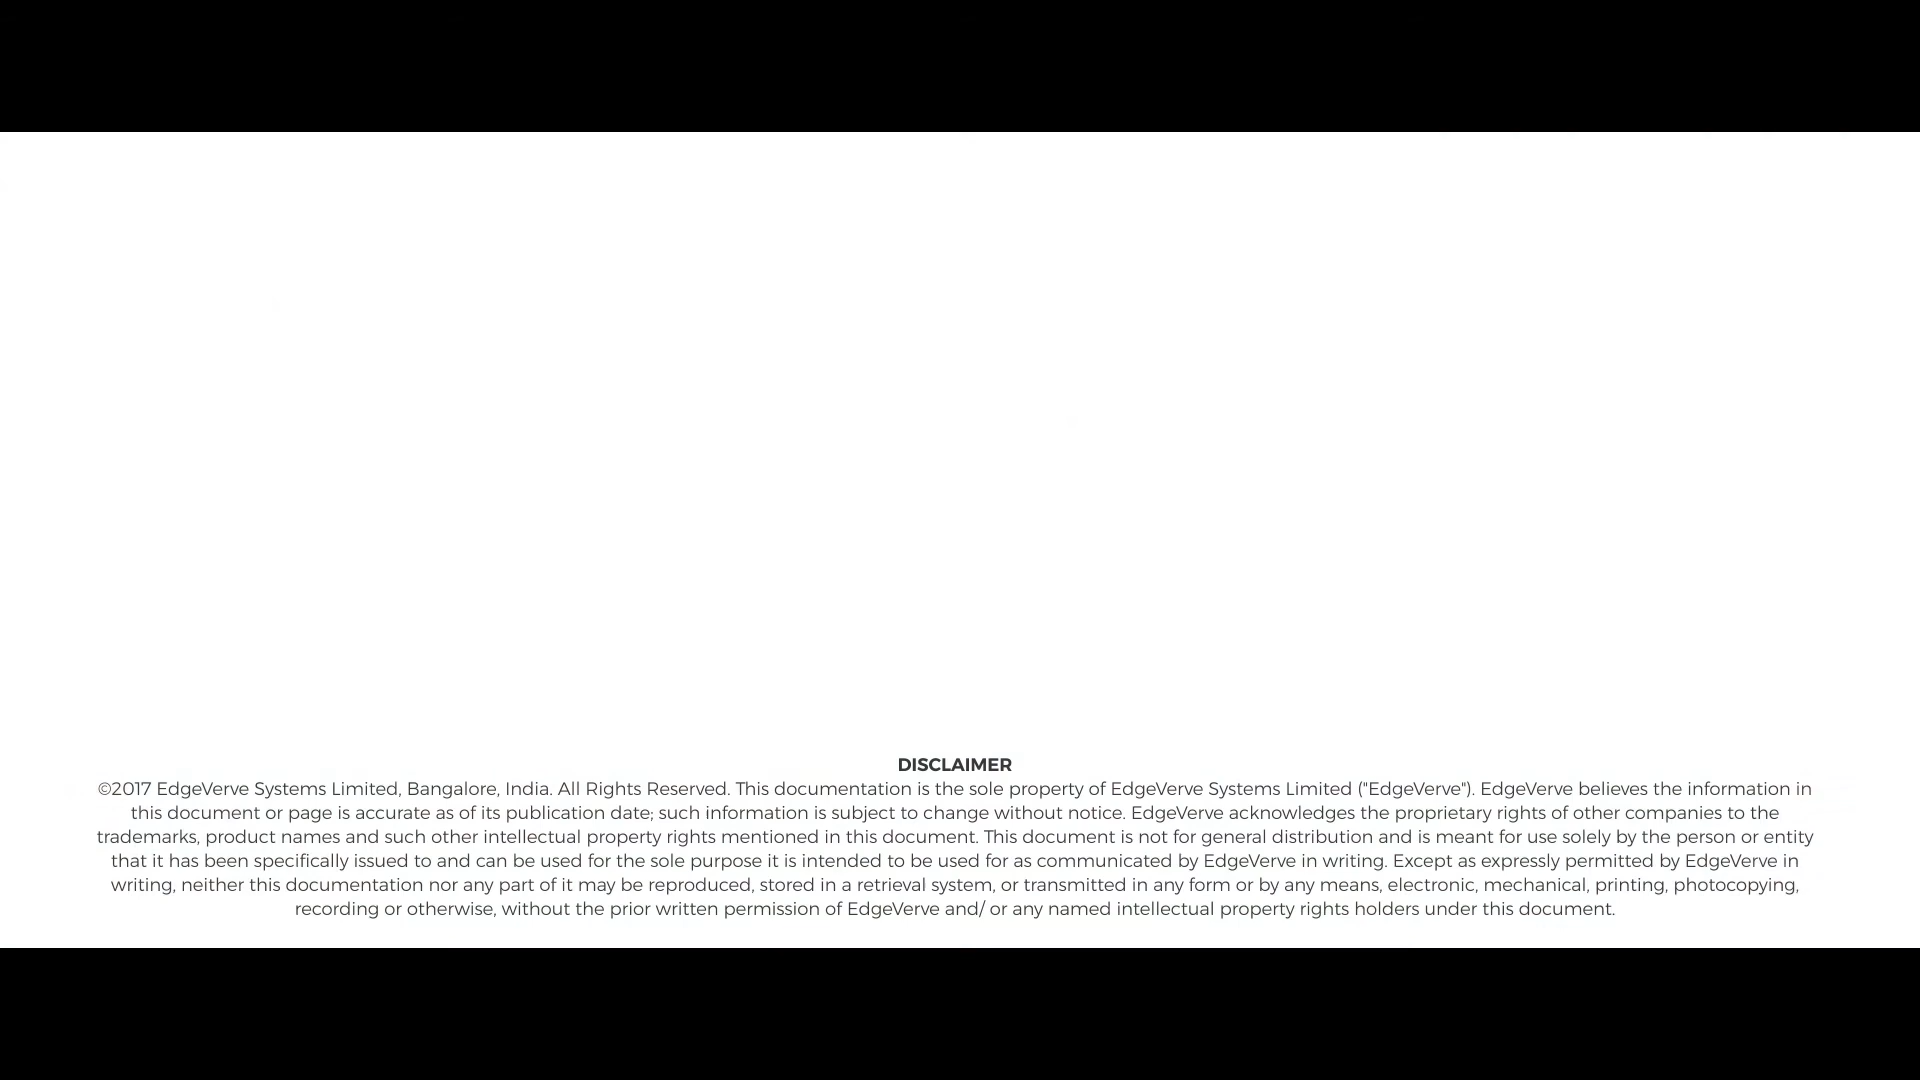 DISCLAIMER
©2017 EdgeVerve Systems Limited, Bangalore, India. All Rights Reserved. This documentation is the sole property of EdgeVerve Systems Limited ("EdgeVerve"). EdgeVerve believes the information in
this document or page is accurate as of its publication date; such information is subject to change without notice. EdgeVerve acknowledges the proprietary rights of other companies to the
trademarks, product names and such other intellectual property rights mentioned in this document. This document is not for general distribution and is meant for use solely by the person or entity
that it has been specifically issued to and can be used for the sole purpose it is intended to be used for as communicated by EdgeVerve in writing. Except as expressly permitted by EdgeVerve in
writing, neither this documentation nor any part of it may be reproduced, stored in a retrieval system, or transmitted in any form or by any means, electronic, mechanical, printing, photocopying,
recording or otherwise, without the prior written permission of EdgeVerve and/ or any named intellectual property rights holders under this document.